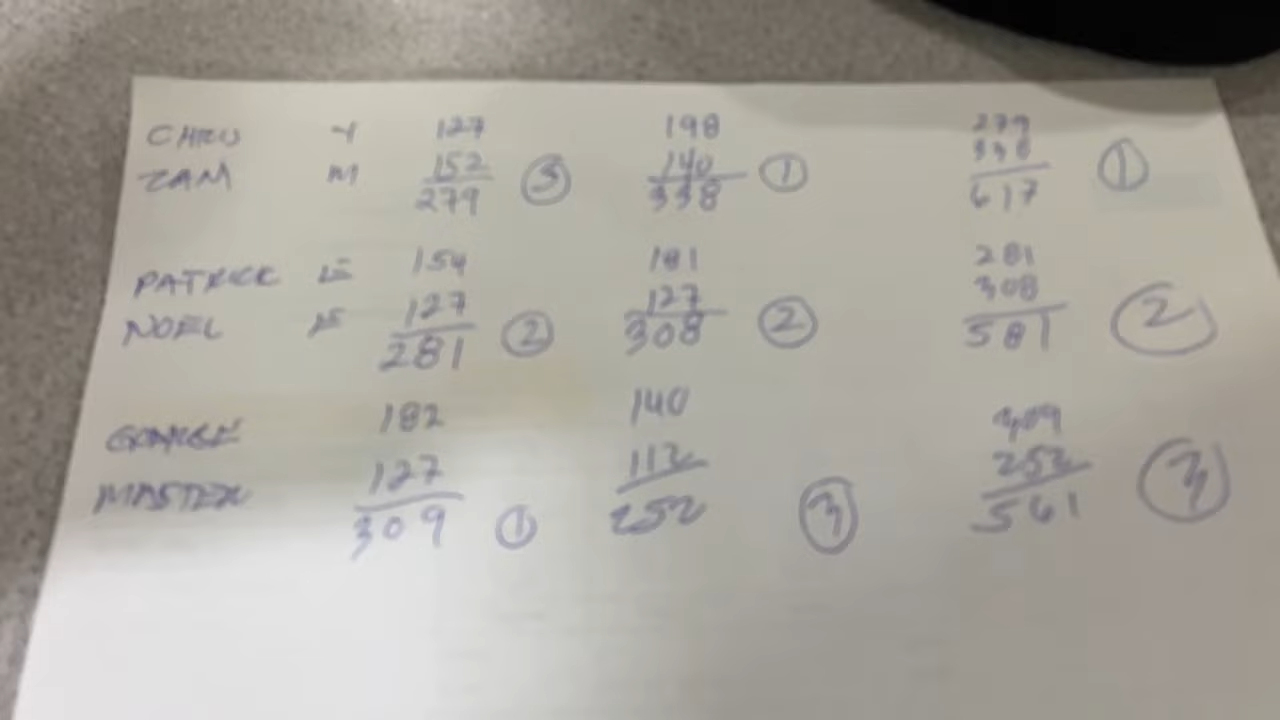 127 198 279
ZAM M 152 140 338
279 3 338 1 617 1
PATRICK E 154 181 281
NOEL F 127 127 308
281 2 308 2 581 2
182 140 309
MASTER 127 112 252
309 1 252 3 561 3